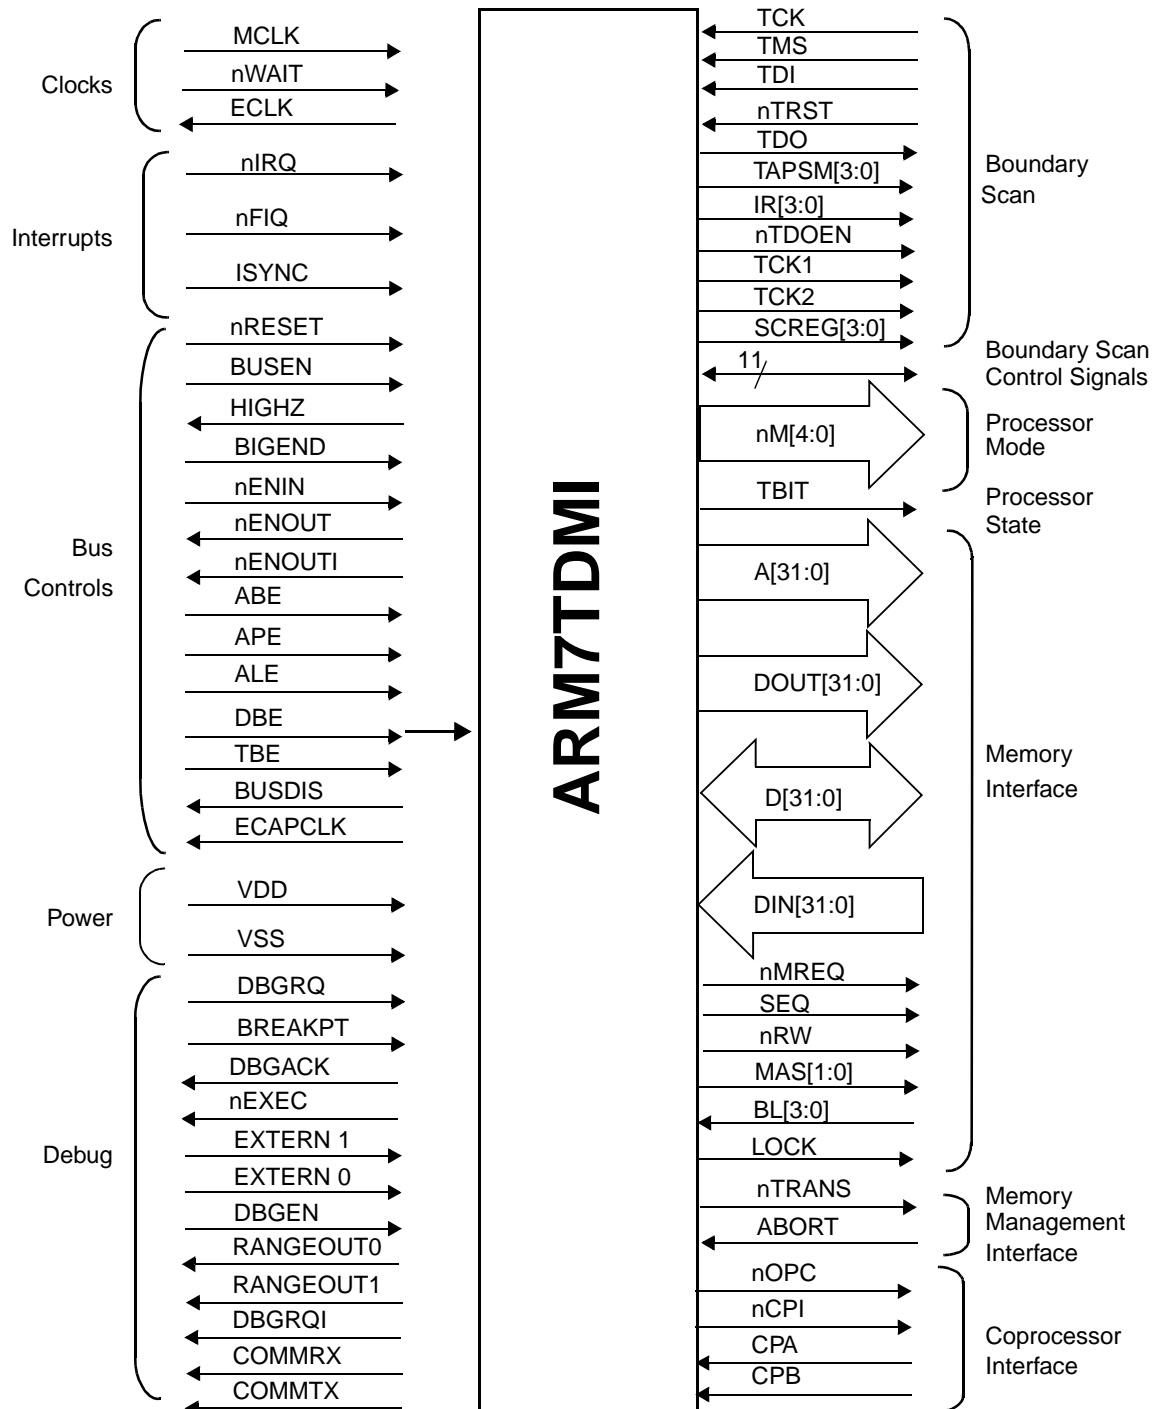 Clocks
MCLK
nWAIT
ECLK
Interrupts
nIRQ
nFIQ
ISYNC
Bus
Controls
nRESET
BUSEN
HIGHZ
BIGEND
nENIN
nENOUT
nENOUTI
ABE
APE
ALE
DBE
TBE
BUSDIS
ECAPCLK
Power
VDD
VSS
Debug
DBGRQ
BREAKPT
DBGACK
nEXEC
EXTERN 1
EXTERN 0
DBGEN
RANGEOUT0
RANGEOUT1
DBGRQI
COMMRX
COMMTX
ARM7TDMI
TCK
TMS
TDI
nTRST
TDO
TAPSM[3:0]
IR[3:0]
nTDOEN
TCK1
TCK2
SCREG[3:0]
Boundary
Scan
11
Boundary Scan
Control Signals
nM[4:0]
Processor
Mode
TBIT
Processor
State
A[31:0]
DOUT[31:0]
D[31:0]
DIN[31:0]
nMREQ
SEQ
nRW
MAS[1:0]
BL[3:0]
LOCK
Memory
Interface
nTRANS
ABORT
Memory
Management
Interface
nOPC
nCPI
CPA
CPB
Coprocessor
Interface